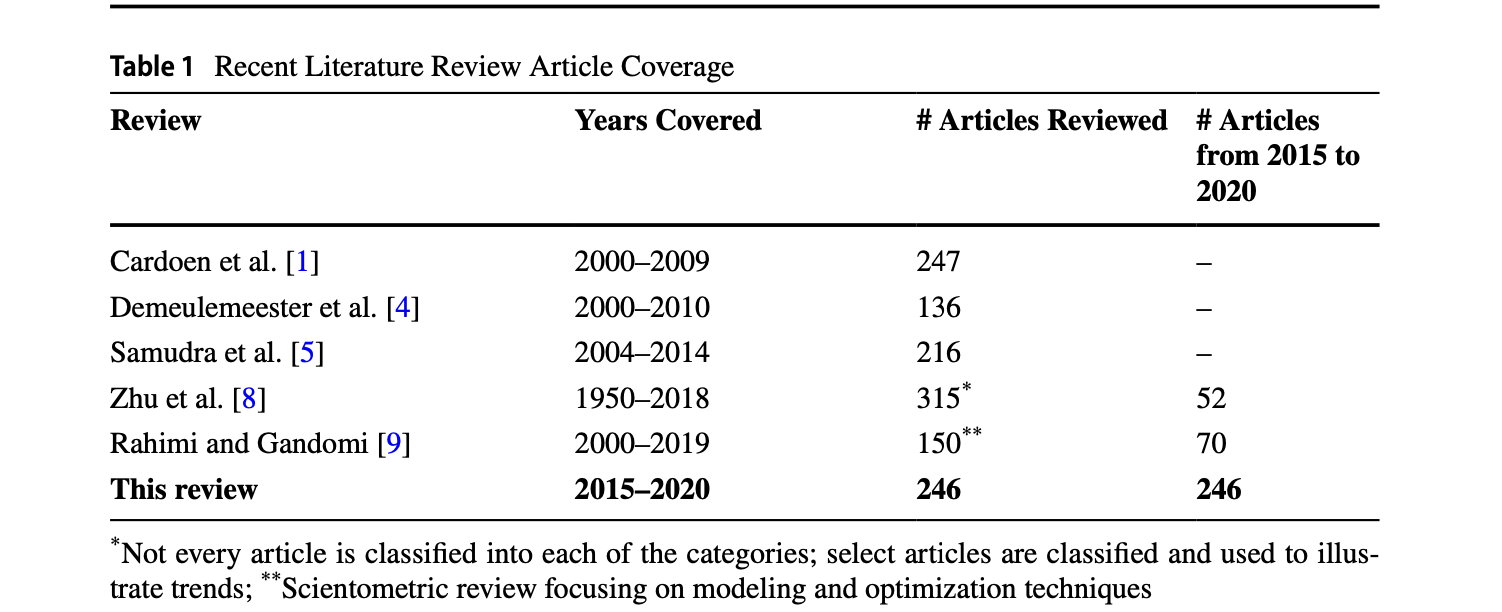 Table 1 Recent Literature Review Article Coverage
Review Years Covered # Articles Reviewed # Articles
from 2015 to
2020
Cardoen et al. [1] 2000–2009 247 –
Demeulemeester et al. [4] 2000–2010 136 –
Samudra et al. [5] 2004–2014 216 –
Zhu et al. [8] 1950–2018 315* 52
Rahimi and Gandomi [9] 2000–2019 150** 70
This review 2015–2020 246 246
*Not every article is classified into each of the categories; select articles are classified and used to illus-
trate trends; **Scientometric review focusing on modeling and optimization techniques